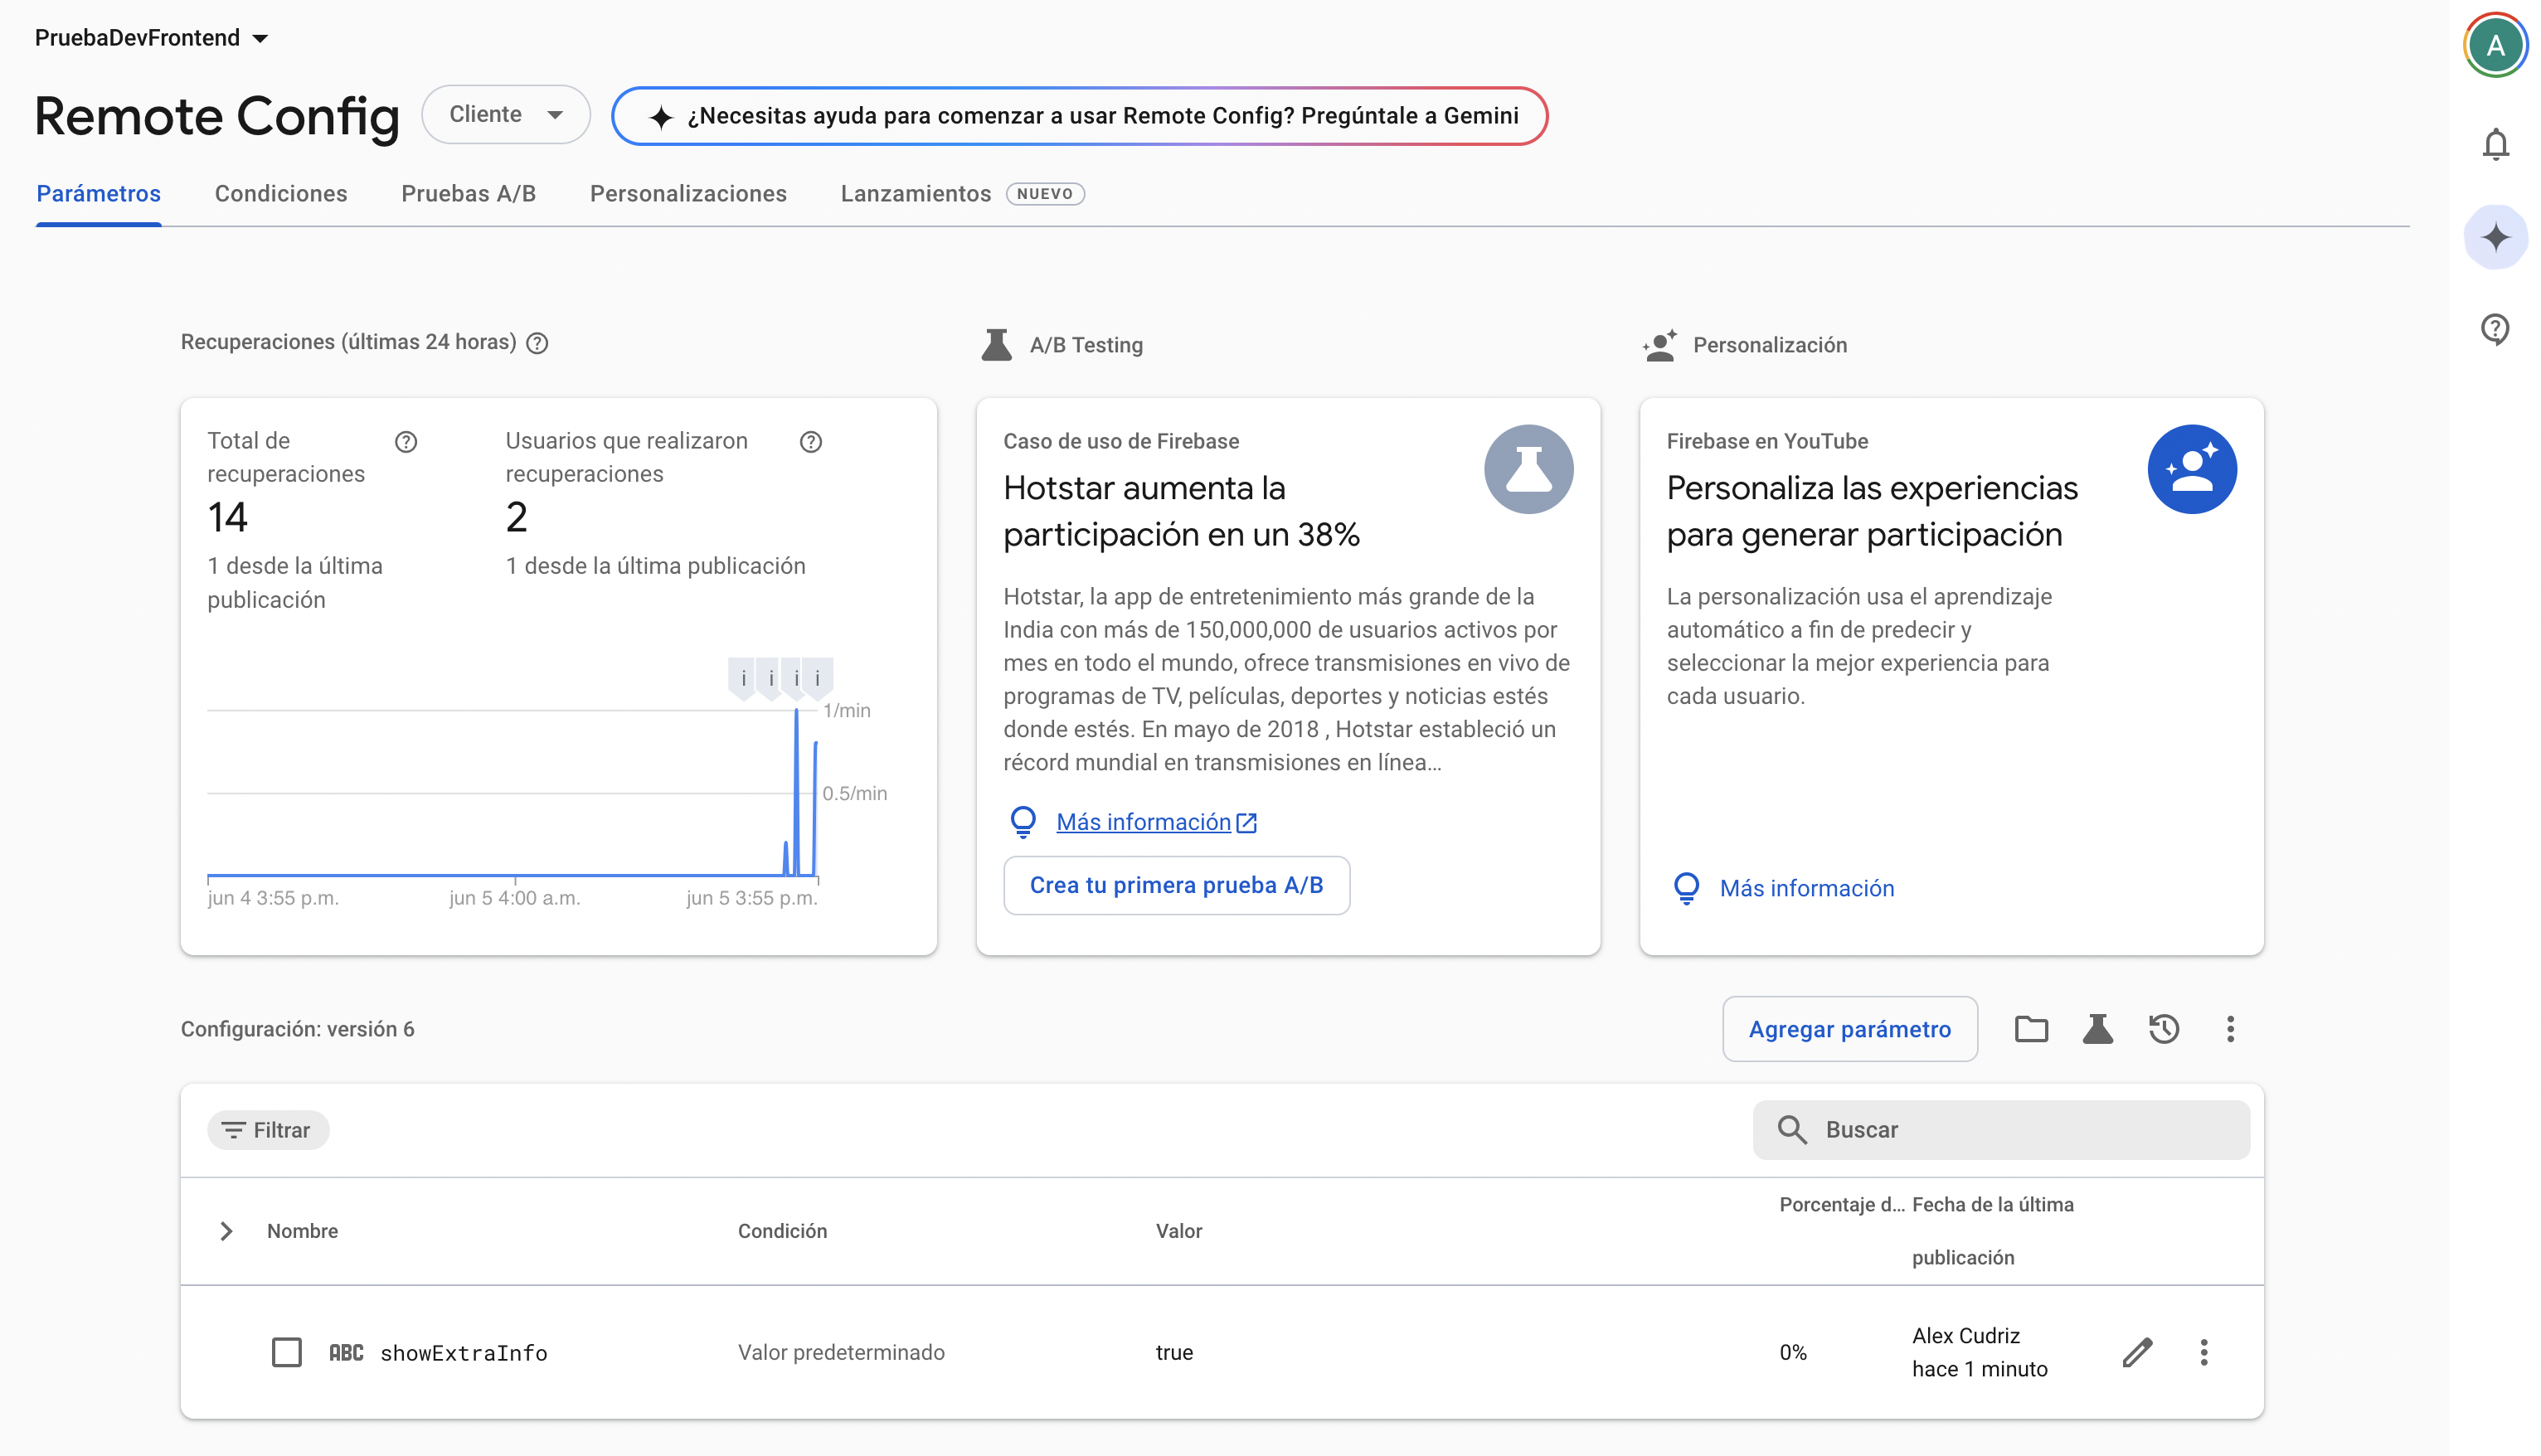 PruebaDevFrontend
A
Remote Config
Cliente
¿Necesitas ayuda para comenzar a usar Remote Config? Pregúntale a Gemini
Parámetros
Condiciones
Pruebas A/B
Personalizaciones
Lanzamientos
NUEVO
Recuperaciones (últimas 24 horas)
Total de
recuperaciones
14
1 desde la última
publicación
Usuarios que realizaron
recuperaciones
2
1 desde la última publicación
i
i
i
i
1/min
0.5/min
jun 4 3:55 p.m.
jun 5 4:00 a.m.
jun 5 3:55 p.m.
A/B Testing
Caso de uso de Firebase
Hotstar aumenta la
participación en un 38%
Hotstar, la app de entretenimiento más grande de la
India con más de 150,000,000 de usuarios activos por
mes en todo el mundo, ofrece transmisiones en vivo de
programas de TV, películas, deportes y noticias estés
donde estés. En mayo de 2018 , Hotstar estableció un
récord mundial en transmisiones en línea...
Más información
Crea tu primera prueba A/B
Personalización
Firebase en YouTube
Personaliza las experiencias
para generar participación
La personalización usa el aprendizaje
automático a fin de predecir y
seleccionar la mejor experiencia para
cada usuario.
Más información
Configuración: versión 6
Agregar parámetro
Filtrar
Buscar
Nombre
Condición
Valor
Porcentaje d...
Fecha de la última
publicación
ABC showExtraInfo
Valor predeterminado
true
0%
Alex Cudriz
hace 1 minuto